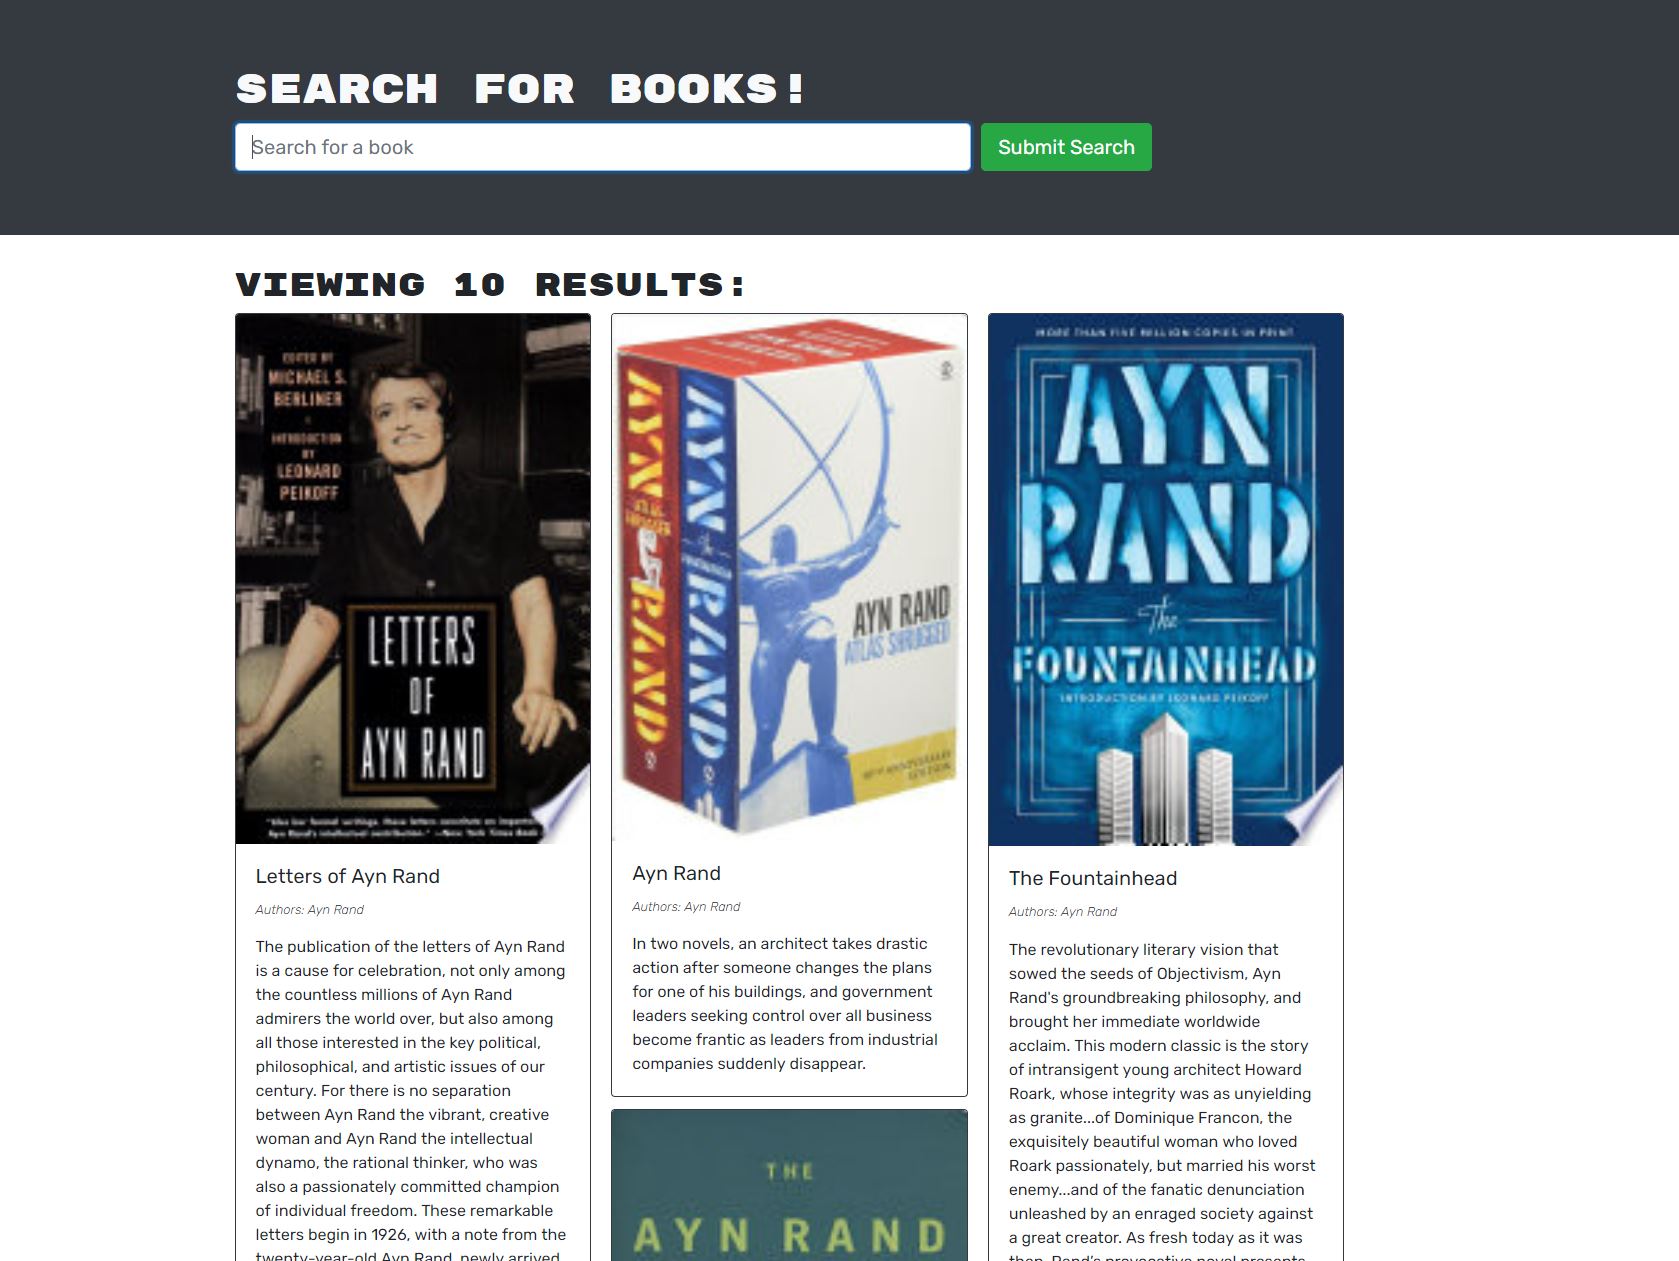 SEARCH FOR BOOKS!
Search for a book
Submit Search
VIEWING 10 RESULTS:
EDITED BY
MICHAEL S.
BERLINER
INTRODUCTION
BY
LEONARD
PEIKOFF
LETTERS
OF
AYN RAND
Letters of Ayn Rand
Authors: Ayn Rand
The publication of the letters of Ayn Rand
is a cause for celebration, not only among
the countless millions of Ayn Rand
admirers the world over, but also among
all those interested in the key political,
philosophical, and artistic issues of our
century. For there is no separation
between Ayn Rand the vibrant, creative
woman and Ayn Rand the intellectual
dynamo, the rational thinker, who was
also a passionately committed champion
of individual freedom. These remarkable
letters begin in 1926, with a note from the
twenty-year-old Ayn Rand, newly arrived
AYN RAND
AYN RAND
AYN RAND
ATLAS SHRUGGED
Ayn Rand
Authors: Ayn Rand
In two novels, an architect takes drastic
action after someone changes the plans
for one of his buildings, and government
leaders seeking control over all business
become frantic as leaders from industrial
companies suddenly disappear.
THE
AYN RAND
MORE THAN FIVE MILLION COPIES IN PRINT
AYN
RAND
The
FOUNTAINHEAD
INTRODUCTION BY LEONARD PEIKOFF
The Fountainhead
Authors: Ayn Rand
The revolutionary literary vision that
sowed the seeds of Objectivism, Ayn
Rand's groundbreaking philosophy, and
brought her immediate worldwide
acclaim. This modern classic is the story
of intransigent young architect Howard
Roark, whose integrity was as unyielding
as granite...of Dominique Francon, the
exquisitely beautiful woman who loved
Roark passionately, but married his worst
enemy...and of the fanatic denunciation
unleashed by an enraged society against
a great creator. As fresh today as it was
then, Rand's provocative novel presents